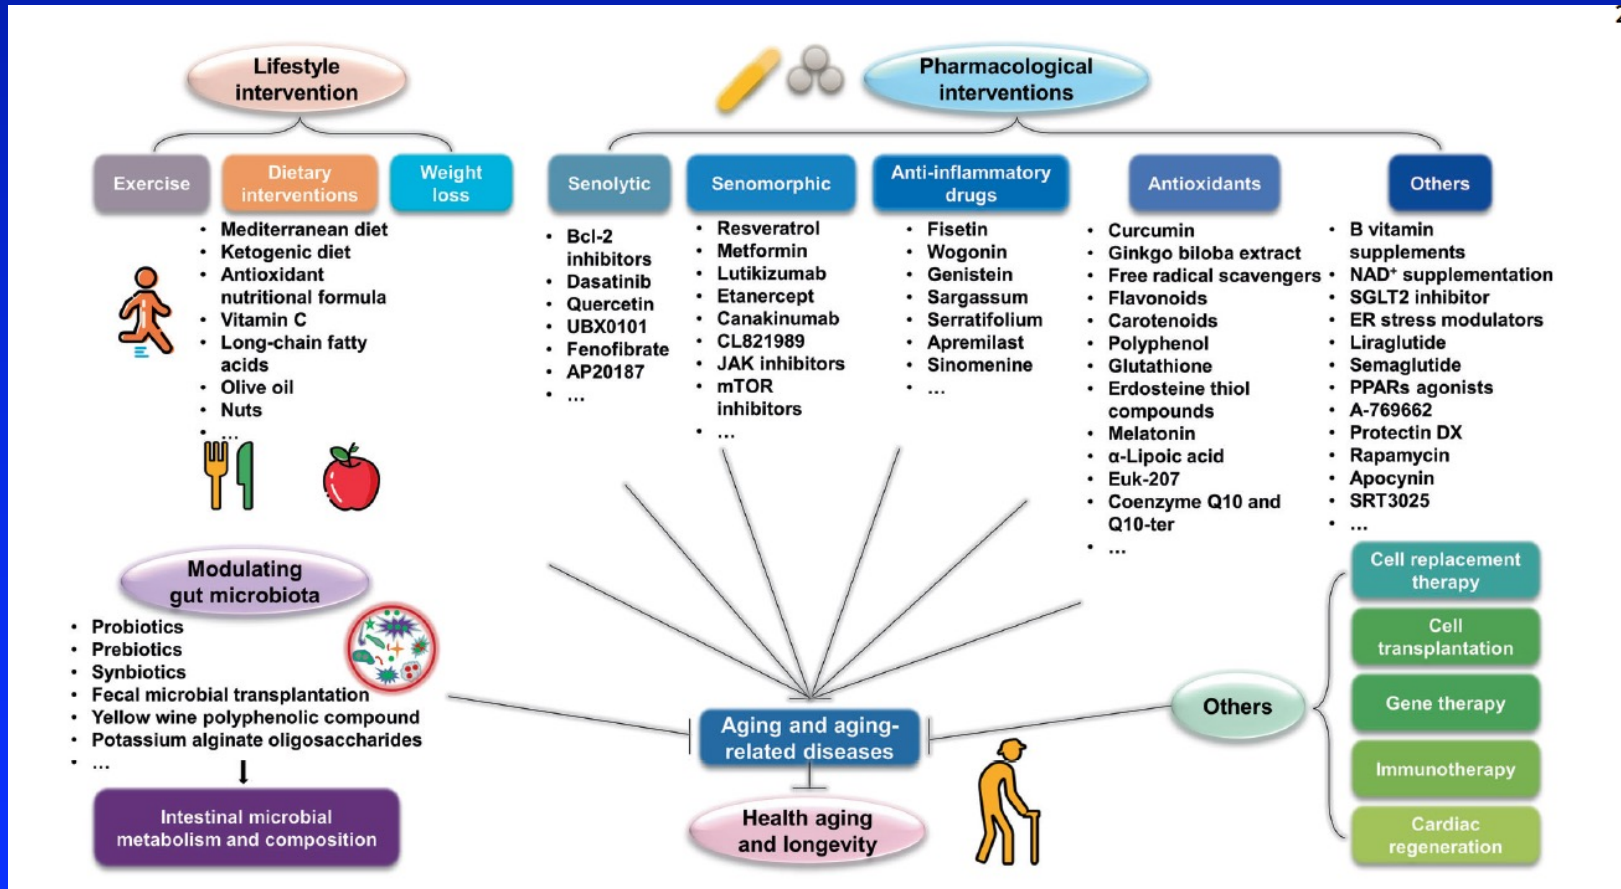 Lifestyle
intervention
Exercise
Dietary
interventions
Weight
loss
• Mediterranean diet
• Ketogenic diet
• Antioxidant
nutritional formula
• Vitamin C
• Long-chain fatty
acids
• Olive oil
• Nuts
• ...
Pharmacological
interventions
Senolytic
• Bcl-2
inhibitors
• Dasatinib
• Quercetin
• UBX0101
• Fenofibrate
• AP20187
• ...
Senomorphic
• Resveratrol
• Metformin
• Lutikizumab
• Etanercept
• Canakinumab
• CL821989
• JAK inhibitors
• mTOR
inhibitors
• ...
Anti-inflammatory
drugs
• Fisetin
• Wogonin
• Genistein
• Sargassum
• Serratifolium
• Apremilast
• Sinomenine
• ...
Antioxidants
• Curcumin
• Ginkgo biloba extract
• Free radical scavengers
• Flavonoids
• Carotenoids
• Polyphenol
• Glutathione
• Erdosteine thiol
compounds
• Melatonin
• α-Lipoic acid
• Euk-207
• Coenzyme Q10 and
Q10-ter
• ...
Others
• B vitamin
supplements
• NAD⁺ supplementation
• SGLT2 inhibitor
• ER stress modulators
• Liraglutide
• Semaglutide
• PPARs agonists
• A-769662
• Protectin DX
• Rapamycin
• Apocynin
• SRT3025
• ...
Modulating
gut microbiota
• Probiotics
• Prebiotics
• Synbiotics
• Fecal microbial transplantation
• Yellow wine polyphenolic compound
• Potassium alginate oligosaccharides
• ...
Intestinal microbial
metabolism and composition
Aging and aging-
related diseases
Health aging
and longevity
Others
Cell replacement
therapy
Cell
transplantation
Gene therapy
Immunotherapy
Cardiac
regeneration